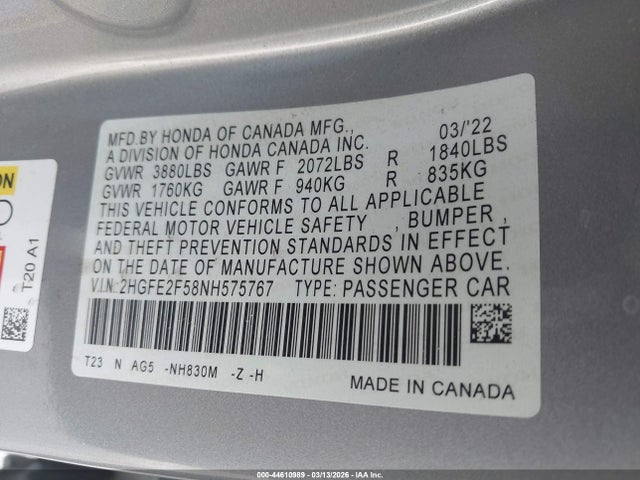 MFD.BY HONDA OF CANADA MFG., 03/'22
A DIVISION OF HONDA CANADA INC.
GVWR 3880LBS GAWR F 2072LBS R 1840LBS
GVWR 1760KG GAWR F 940KG R 835KG
THIS VEHICLE CONFORMS TO ALL APPLICABLE
FEDERAL MOTOR VEHICLE SAFETY , BUMPER ,
AND THEFT PREVENTION STANDARDS IN EFFECT
ON THE DATE OF MANUFACTURE SHOWN ABOVE.
V.I.N:2HGFE2F58NH575767 TYPE: PASSENGER CAR
T23 N AG5 -NH830M -Z -H
MADE IN CANADA
T20 A1
000-44610989 - 03/13/2026 - IAA Inc.